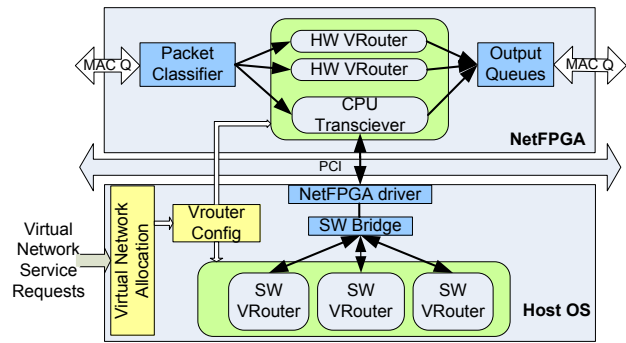 MAC Q
Packet
Classifier
HW VRouter
HW VRouter
CPU
Transciever
Output
Queues
MAC Q
NetFPGA
PCI
Virtual
Network
Service
Requests
Virtual Network
Allocation
Vrouter
Config
NetFPGA driver
SW Bridge
SW
VRouter
SW
VRouter
SW
VRouter
Host OS